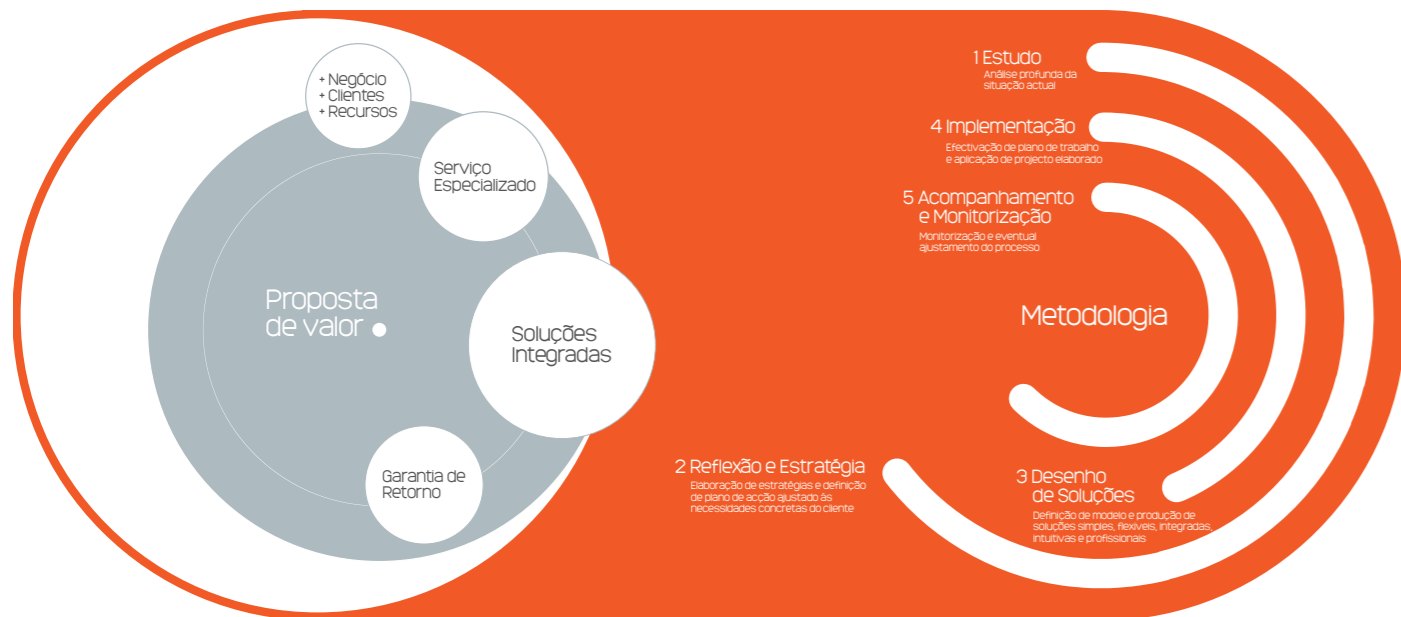 + Negócio
+ Clientes
+ Recursos
Serviço
Especializado
Proposta
de valor
Soluções
Integradas
Garantia de
Retorno
1 Estudo
Análise profunda da
situação actual
4 Implementação
Efectivação de plano de trabalho
e aplicação de projecto elaborado
5 Acompanhamento
e Monitorização
Monitorização e eventual
ajustamento do processo
Metodologia
2 Reflexão e Estratégia
Elaboração de estratégias e definição
de plano de acção ajustado às
necessidades concretas do cliente
3 Desenho
de Soluções
Definição de modelo e produção de
soluções simples, flexíveis, integradas,
intuitivas e profissionais